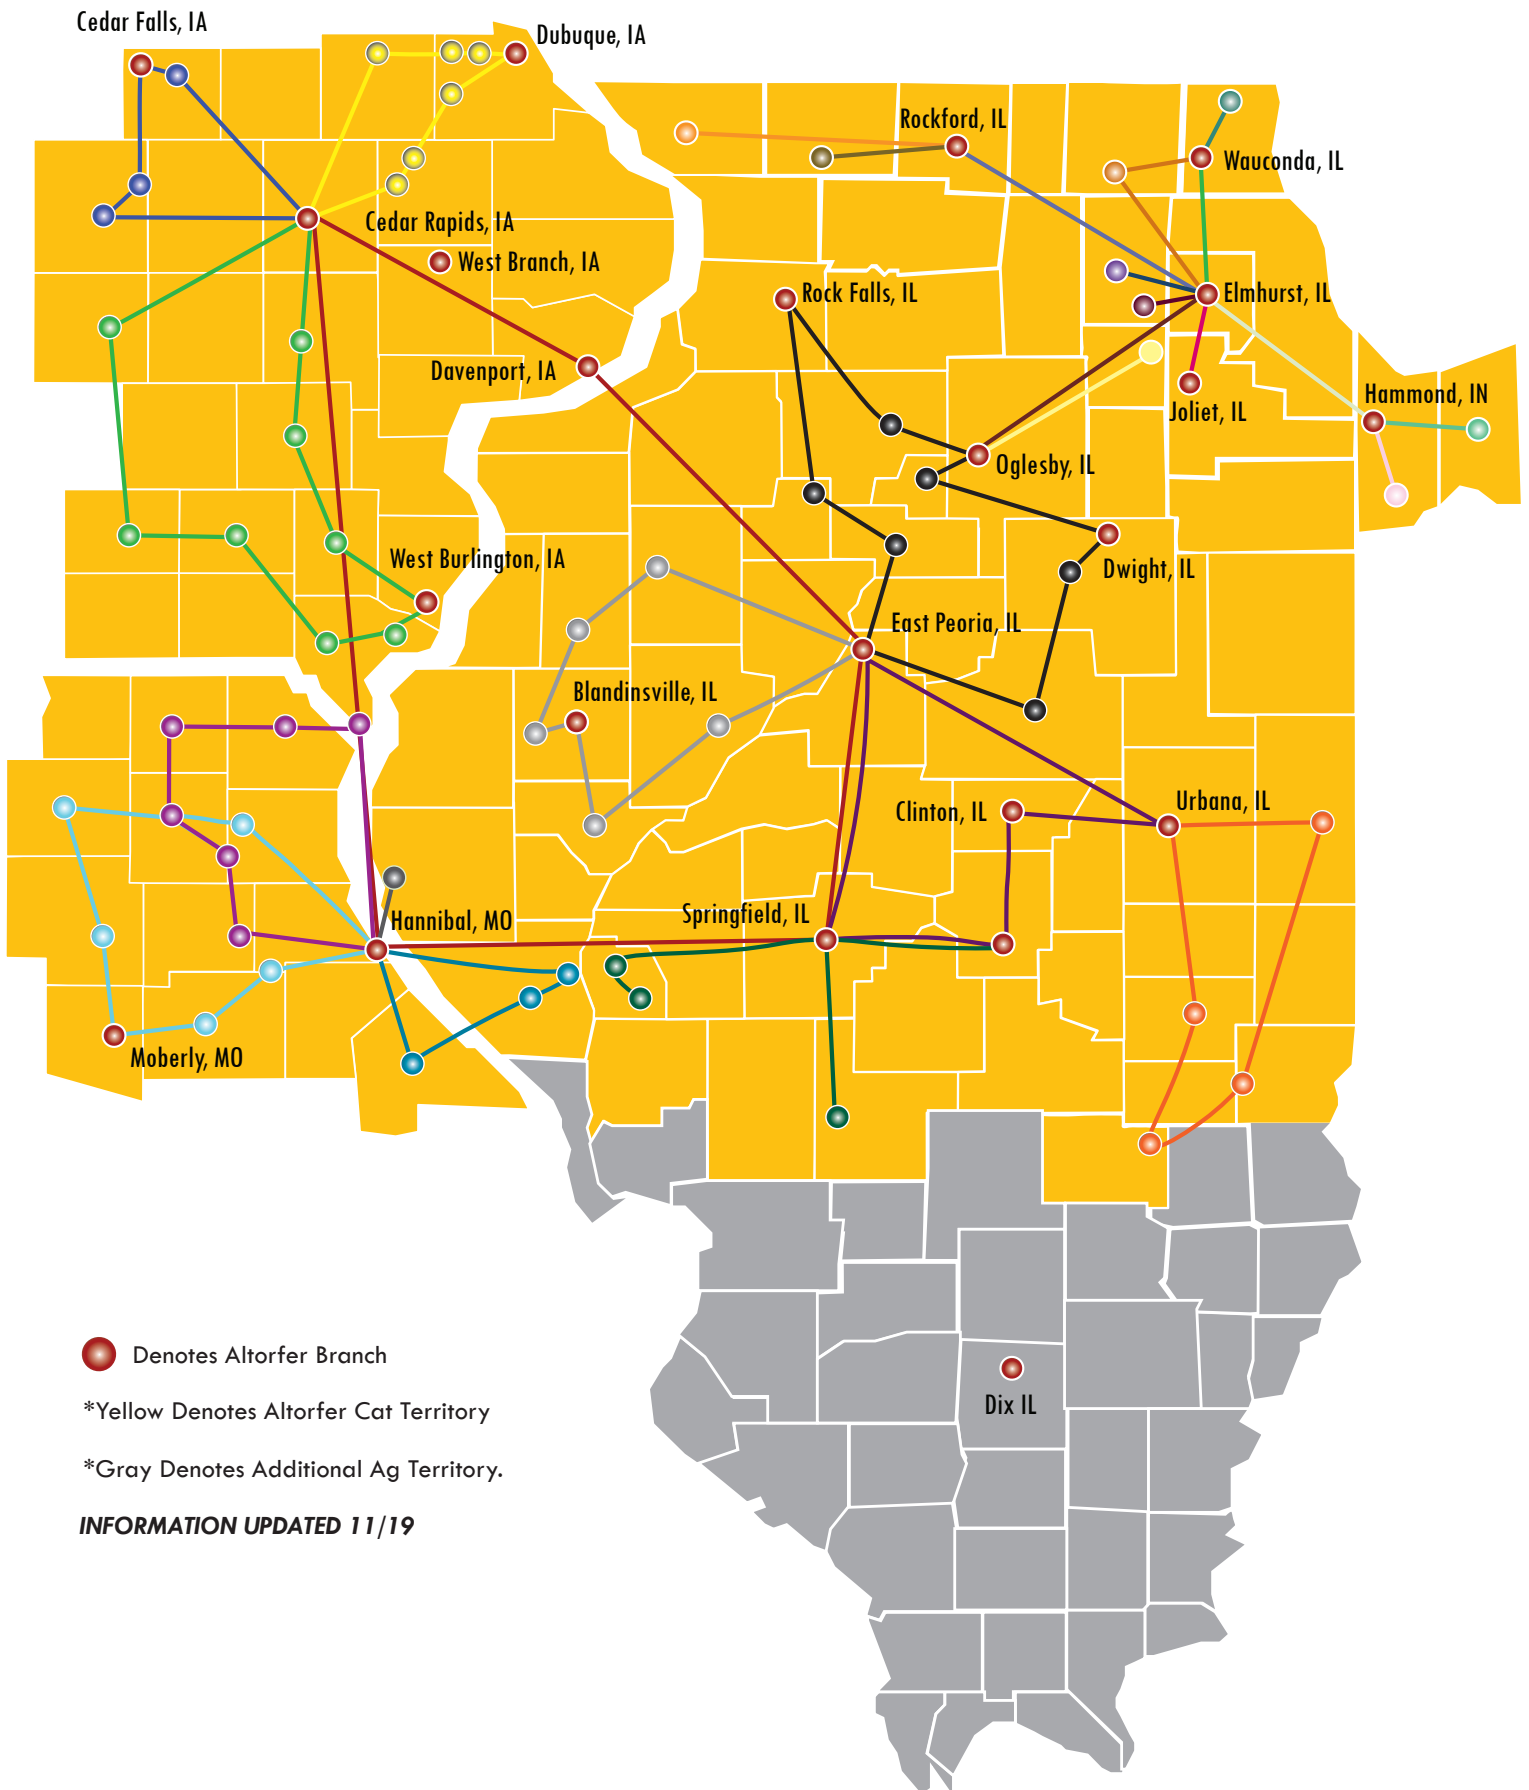 Cedar Falls, IA
Dubuque, IA
Rockford, IL
Wauconda, IL
Cedar Rapids, IA
West Branch, IA
Rock Falls, IL
Elmhurst, IL
Davenport, IA
Joliet, IL
Hammond, IN
Oglesby, IL
West Burlington, IA
Dwight, IL
East Peoria, IL
Blandinsville, IL
Clinton, IL
Urbana, IL
Hannibal, MO
Springfield, IL
Moberly, MO
Denotes Altorfer Branch
Dix IL
*Yellow Denotes Altorfer Cat Territory
*Gray Denotes Additional Ag Territory.
INFORMATION UPDATED 11/19